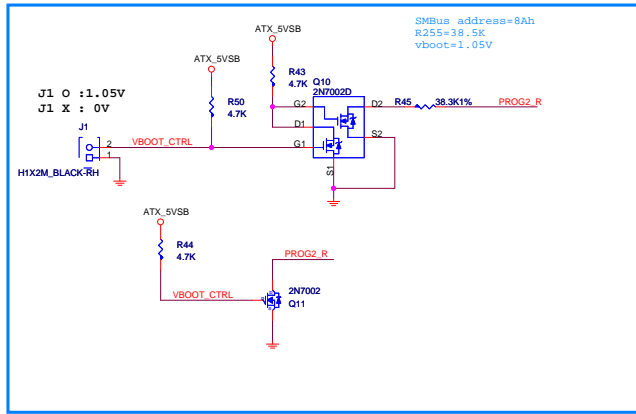 SMBus address=8Ah
R255=38.5K
vboot=1.05V
ATX_5VSB
ATX_5VSB
R43
4.7K
Q10
2N7002D
J1 O :1.05V
J1 X : 0V
R50
4.7K
G2
D2
R45
38.3K1%
PROG2_R
D1
S2
J1
2
VBOOT_CTRL
G1
1
H1X2M_BLACK-RH
S1
ATX_5VSB
R44
4.7K
PROG2_R
VBOOT_CTRL
2N7002
Q11